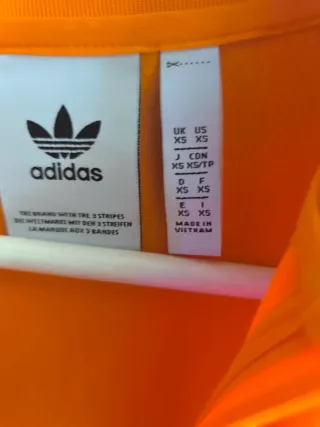 adidas
THE BRAND WITH THE 3 STRIPES
DIE WELTMARKE MIT DEN 3 STREIFEN
LA MARQUE AUX 3 BANDES
UK US
XS XS
J CDN
XS XS/TP
D F
XS XS
E I
XS XS
MADE IN
VIETNAM